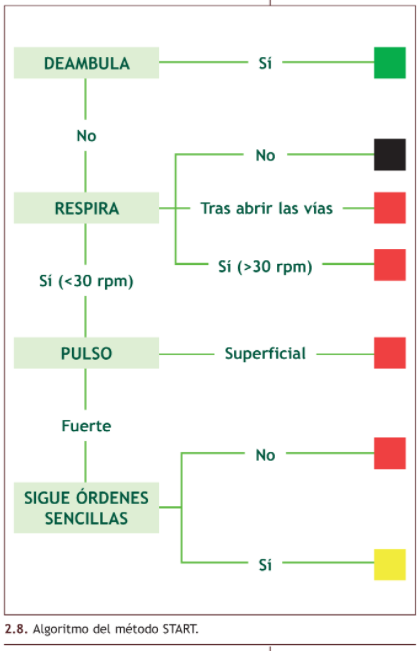 DEAMBULA
Sí
No
No
RESPIRA
Tras abrir las vías
Sí (>30 rpm)
Sí (<30 rpm)
PULSO
Superficial
Fuerte
No
SIGUE ÓRDENES
SENCILLAS
Sí
2.8. Algoritmo del método START.